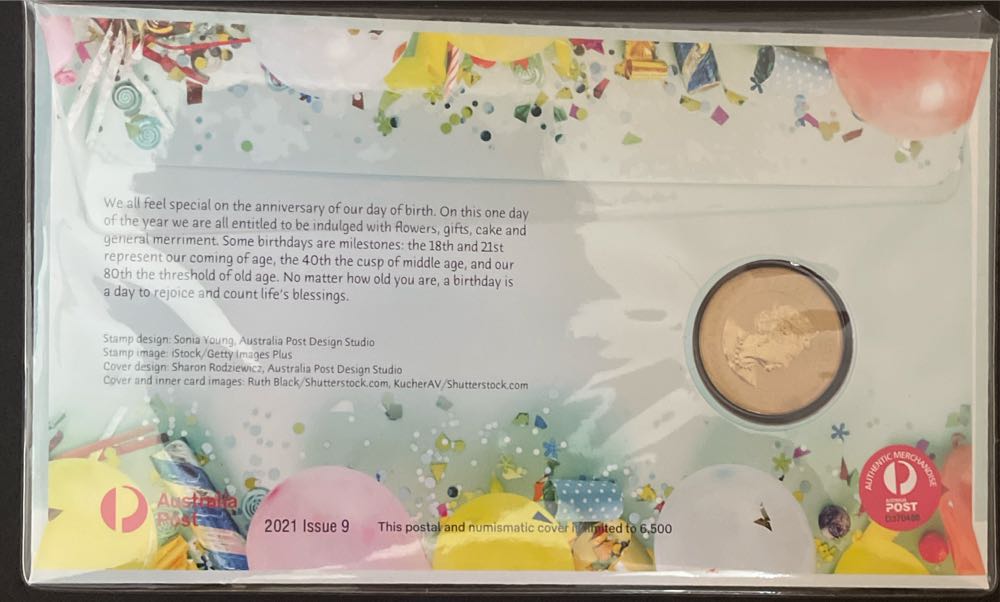 We all feel special on the anniversary of our day of birth. On this one day
of the year we are all entitled to be indulged with flowers, gifts, cake and
general merriment. Some birthdays are milestones: the 18th and 21st
represent our coming of age, the 40th the cusp of middle age, and our
80th the threshold of old age. No matter how old you are, a birthday is
a day to rejoice and count life's blessings.
Stamp design: Sonia Young, Australia Post Design Studio
Stamp image: iStock/Getty Images Plus
Cover design: Sharon Rodziewicz, Australia Post Design Studio
Cover and inner card images: Ruth Black/Shutterstock.com, KucherAV/Shutterstock.com
Australia
Post
2021 Issue 9
This postal and numismatic cover is limited to 6,500
AUTHENTIC MERCHANDISE
AUSTRALIA
POST